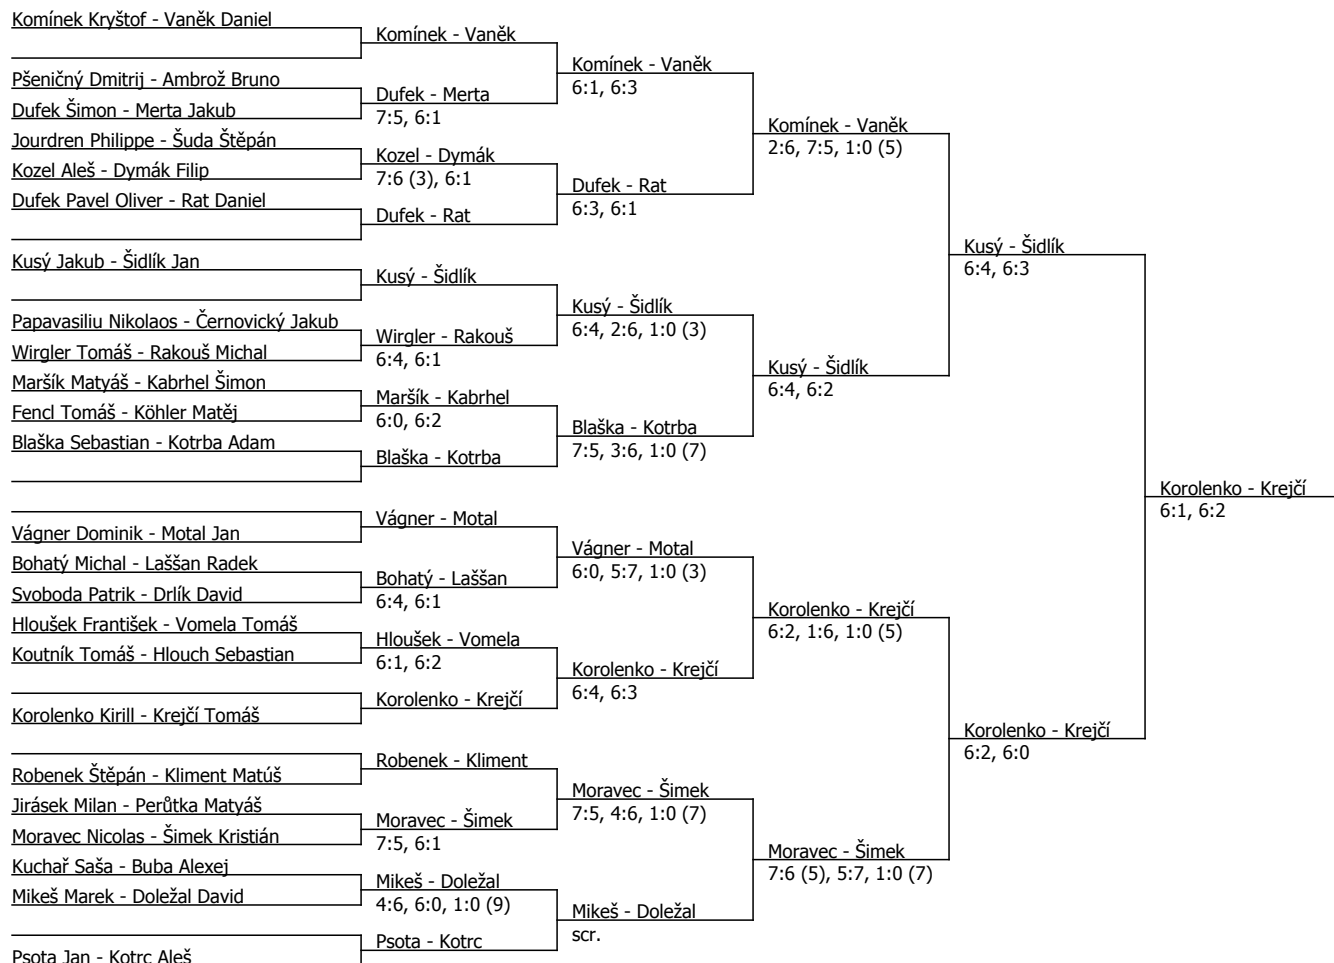 Komínek Kryštof - Vaněk Daniel
Pšeničný Dmitrij - Ambrož Bruno
Dufek Šimon - Merta Jakub
Jourdren Philippe - Šuda Štěpán
Kozel Aleš - Dymák Filip
Dufek Pavel Oliver - Rat Daniel
Kusý Jakub - Šidlík Jan
Papavasiliu Nikolaos - Černovický Jakub
Wirgler Tomáš - Rakouš Michal
Maršík Matyáš - Kabrhel Šimon
Fencl Tomáš - Köhler Matěj
Blaška Sebastian - Kotrba Adam
Vágner Dominik - Motal Jan
Bohatý Michal - Laššan Radek
Svoboda Patrik - Drlík David
Hloušek František - Vomela Tomáš
Koutník Tomáš - Hlouch Sebastian
Korolenko Kirill - Krejčí Tomáš
Robenek Štěpán - Kliment Matúš
Jirásek Milan - Perůtka Matyáš
Moravec Nicolas - Šimek Kristián
Kuchař Saša - Buba Alexej
Mikeš Marek - Doležal David
Psota Jan - Kotrc Aleš
Komínek - Vaněk
Dufek - Merta
7:5, 6:1
Kozel - Dymák
7:6 (3), 6:1
Dufek - Rat
Kusý - Šidlík
Wirgler - Rakouš
6:4, 6:1
Maršík - Kabrhel
6:0, 6:2
Blaška - Kotrba
Vágner - Motal
Bohatý - Laššan
6:4, 6:1
Hloušek - Vomela
6:1, 6:2
Korolenko - Krejčí
Robenek - Kliment
Moravec - Šimek
7:5, 6:1
Mikeš - Doležal
4:6, 6:0, 1:0 (9)
Psota - Kotrc
Komínek - Vaněk
6:1, 6:3
Dufek - Rat
6:3, 6:1
Kusý - Šidlík
6:4, 2:6, 1:0 (3)
Blaška - Kotrba
7:5, 3:6, 1:0 (7)
Vágner - Motal
6:0, 5:7, 1:0 (3)
Korolenko - Krejčí
6:4, 6:3
Moravec - Šimek
7:5, 4:6, 1:0 (7)
Mikeš - Doležal
scr.
Komínek - Vaněk
2:6, 7:5, 1:0 (5)
Kusý - Šidlík
6:4, 6:2
Korolenko - Krejčí
6:2, 1:6, 1:0 (5)
Moravec - Šimek
7:6 (5), 5:7, 1:0 (7)
Kusý - Šidlík
6:4, 6:3
Korolenko - Krejčí
6:2, 6:0
Korolenko - Krejčí
6:1, 6:2